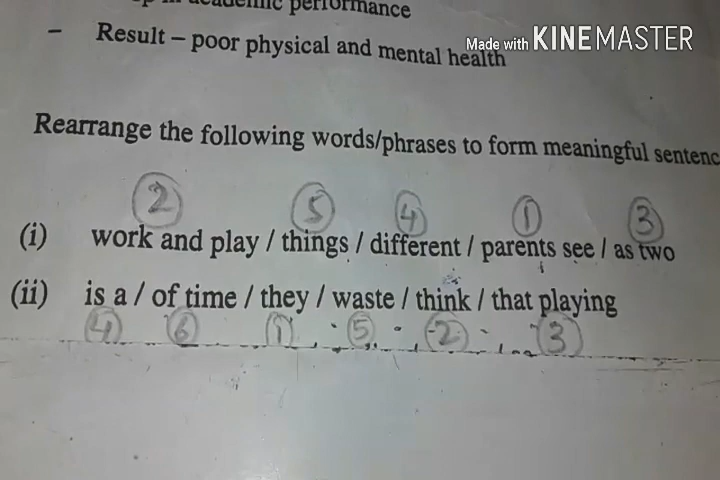 performance
- Result – poor physical and mental health
Made with KINEMASTER
Rearrange the following words/phrases to form meaningful sentenc
2 5 4 1 3
(i) work and play / things / different / parents see / as two
(ii) is a / of time / they / waste / think / that playing
4 6 1 5 2 3